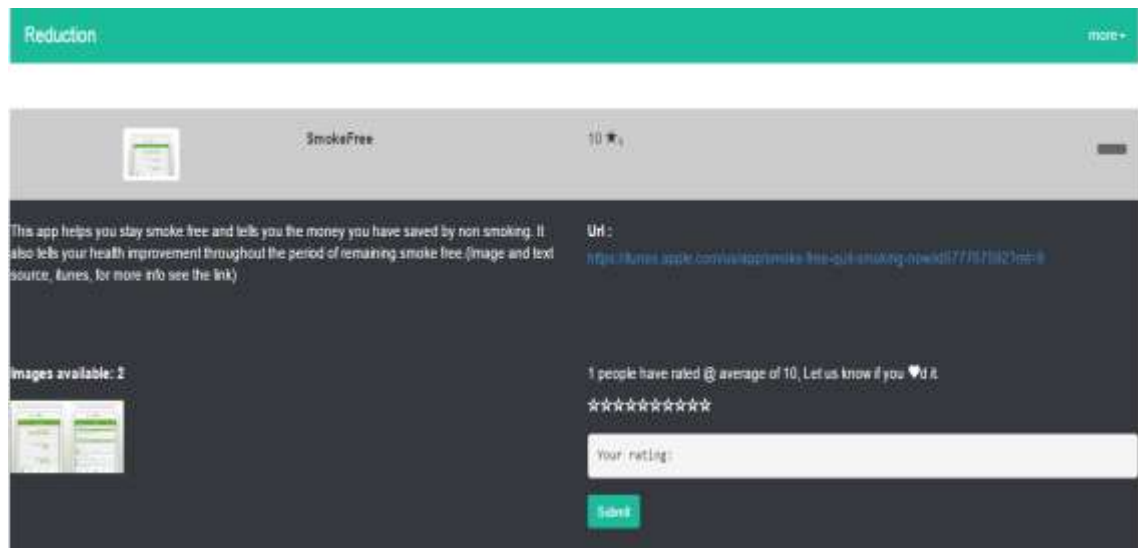 Reduction
more+
SmokeFree
10 ★
This app helps you stay smoke free and tells you the money you have saved by non smoking. It
also tells your health improvement throughout the period of remaining smoke free.(Image and text
source, itunes, for more info see the link)
Url :
Images available: 2
1 people have rated @ average of 10, Let us know if you ♥d it
☆☆☆☆☆☆☆☆☆☆
Your rating:
Submit